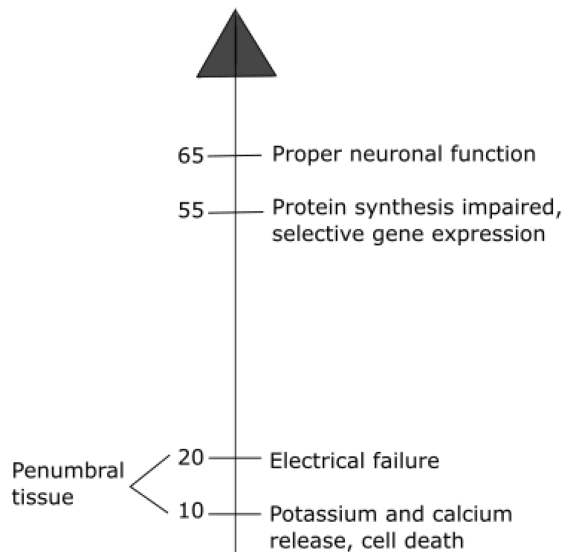 65 Proper neuronal function
55 Protein synthesis impaired,
selective gene expression
20 Electrical failure
Penumbral
tissue
10 Potassium and calcium
release, cell death